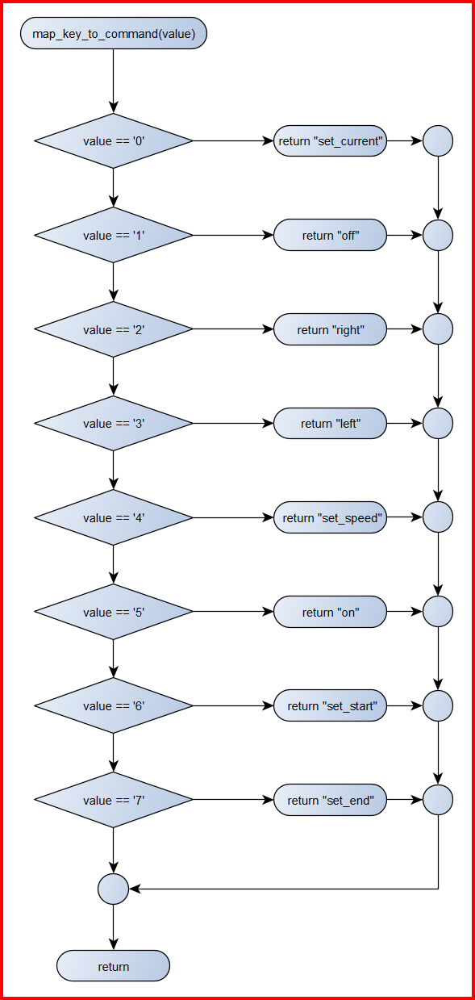 map_key_to_command(value)
value == '0'
return "set_current"
value == '1'
return "off"
value == '2'
return "right"
value == '3'
return "left"
value == '4'
return "set_speed"
value == '5'
return "on"
value == '6'
return "set_start"
value == '7'
return "set_end"
return